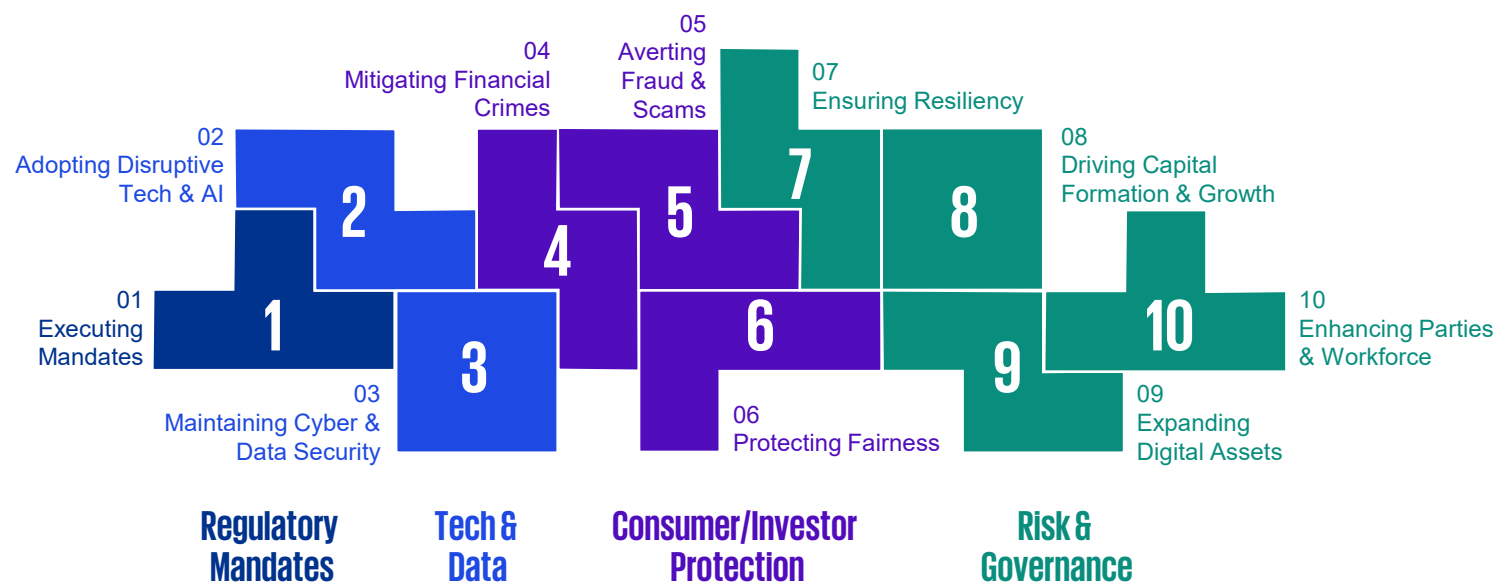 01
Executing
Mandates
1
02
Adopting Disruptive
Tech & AI
2
03
Maintaining Cyber &
Data Security
3
04
Mitigating Financial
Crimes
4
05
Averting
Fraud &
Scams
5
06
Protecting Fairness
6
07
Ensuring Resiliency
7
08
Driving Capital
Formation & Growth
8
09
Expanding
Digital Assets
9
10
Enhancing Parties
& Workforce
10
Regulatory
Mandates
Tech &
Data
Consumer/Investor
Protection
Risk &
Governance